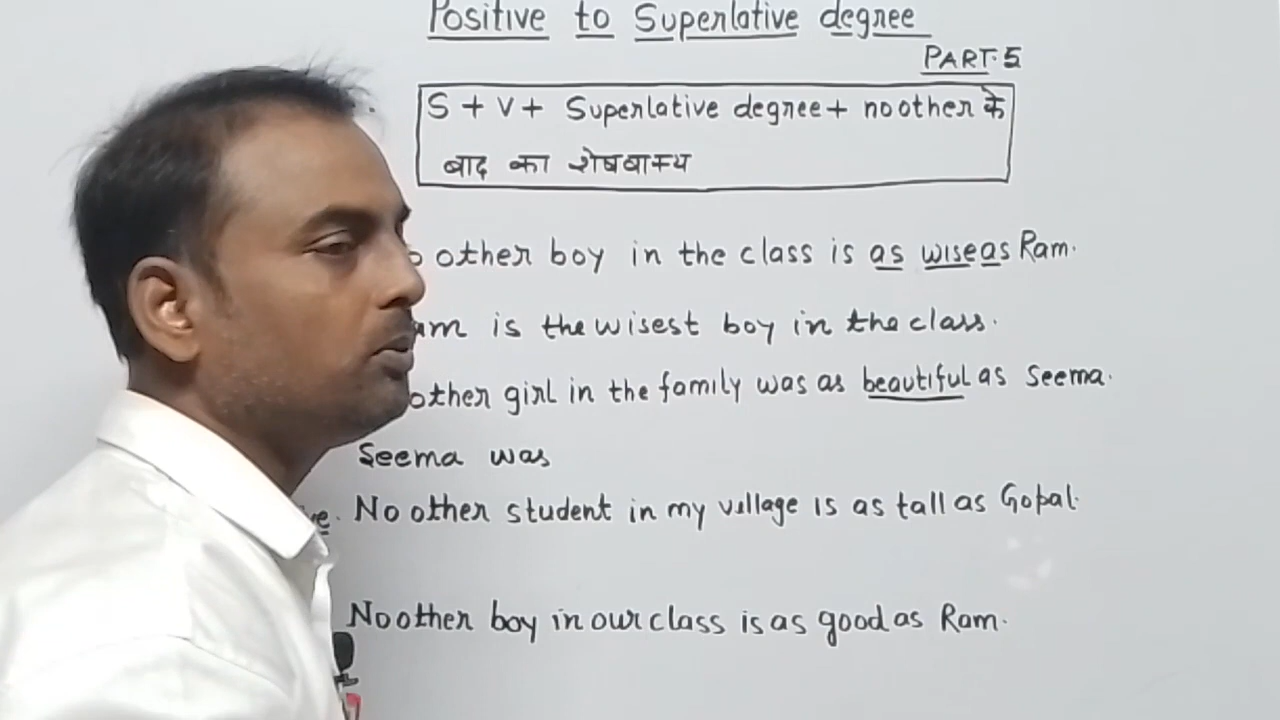 Positive to Superlative degree
PART.5
S + V + Superlative degree + no other के
बाद का शेषवाक्य
other boy in the class is as wise as Ram.
is the wisest boy in the class.
other girl in the family was as beautiful as Seema.
Seema was
No other student in my village is as tall as Gopal.
No other boy in our class is as good as Ram.